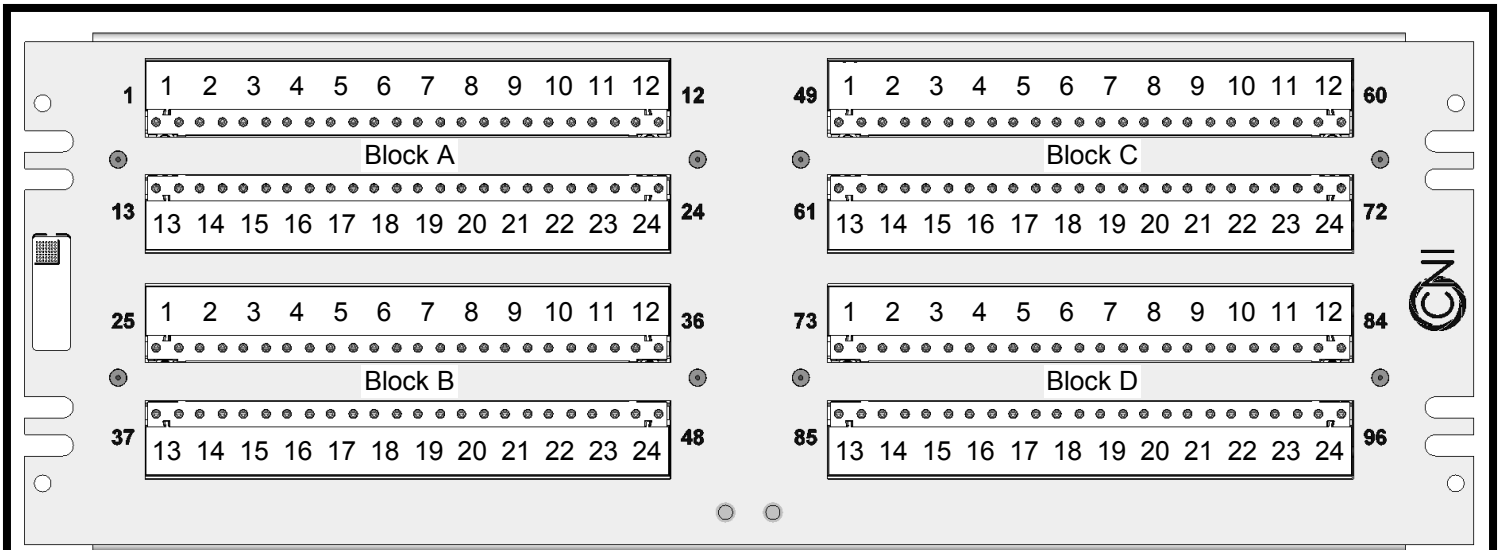 1 1 2 3 4 5 6 7 8 9 10 11 12 12
Block A
13 13 14 15 16 17 18 19 20 21 22 23 24 24
25 1 2 3 4 5 6 7 8 9 10 11 12 36
Block B
37 13 14 15 16 17 18 19 20 21 22 23 24 48
49 1 2 3 4 5 6 7 8 9 10 11 12 60
Block C
61 13 14 15 16 17 18 19 20 21 22 23 24 72
73 1 2 3 4 5 6 7 8 9 10 11 12 84
Block D
85 13 14 15 16 17 18 19 20 21 22 23 24 96
CNI